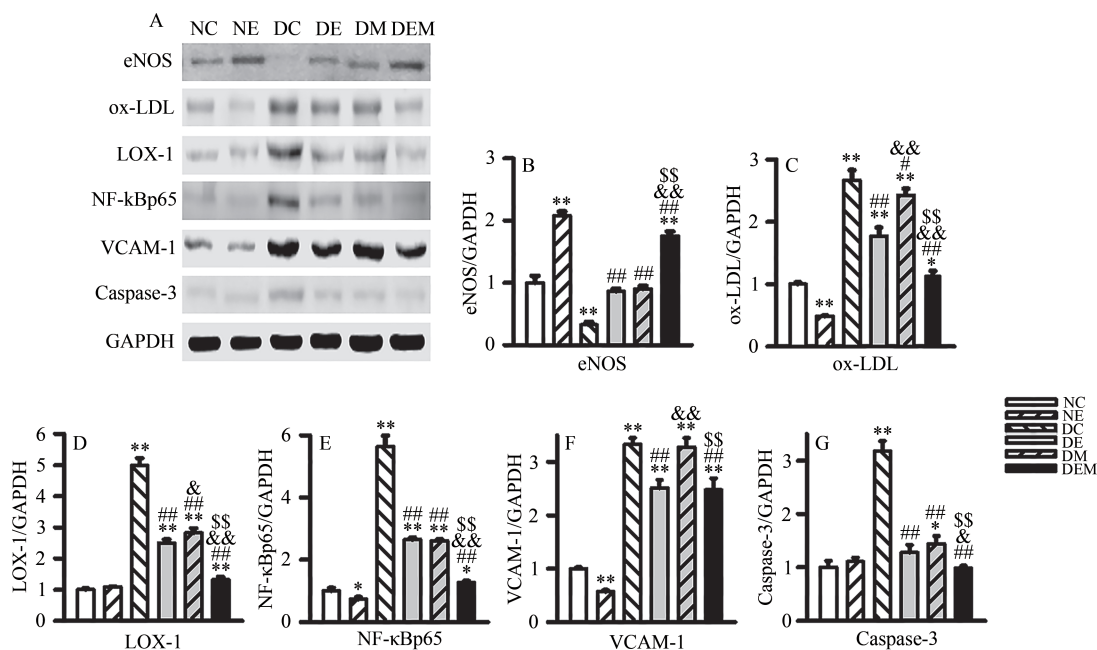 A
NC NE DC DE DM DEM
eNOS
ox-LDL
LOX-1
NF-kBp65
VCAM-1
Caspase-3
GAPDH
B
eNOS/GAPDH
3
2
1
0
**
**
##
##
$$
&&
##
**
eNOS
C
ox-LDL/GAPDH
3
2
1
0
**
**
##
**
&&
#
**
$$
&&
##
*
ox-LDL
NC
NE
DC
DE
DM
DEM
D
LOX-1/GAPDH
6
5
4
3
2
1
0
**
##
**
&
##
**
$$
&&
##
**
LOX-1
E
NF-κBp65/GAPDH
6
4
2
0
*
**
##
**
##
**
$$
&&
##
*
NF-κBp65
F
VCAM-1/GAPDH
3
2
1
0
**
**
##
**
&&
**
$$
##
**
VCAM-1
G
Caspase-3/GAPDH
3
2
1
0
**
##
##
*
$$
&
##
Caspase-3